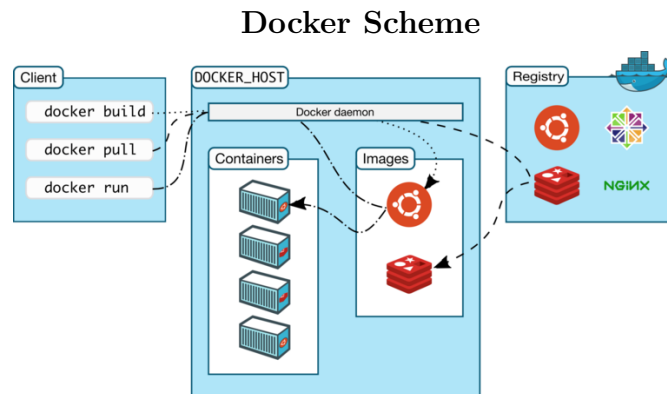 Docker Scheme
Client
docker build
docker pull
docker run
DOCKER_HOST
Docker daemon
Containers
Images
Registry
NGINX